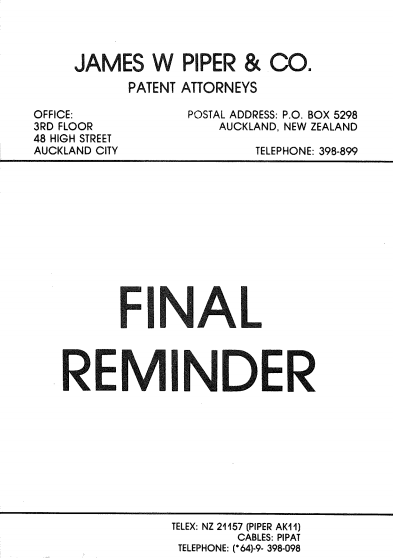 JAMES W PIPER & CO.
PATENT ATTORNEYS
OFFICE:
3RD FLOOR
48 HIGH STREET
AUCKLAND CITY
POSTAL ADDRESS: P.O. BOX 5298
AUCKLAND, NEW ZEALAND
TELEPHONE: 398-899
FINAL
REMINDER
TELEX: NZ 21157 (PIPER AK11)
CABLES: PIPAT
TELEPHONE: (*64)-9- 398-098